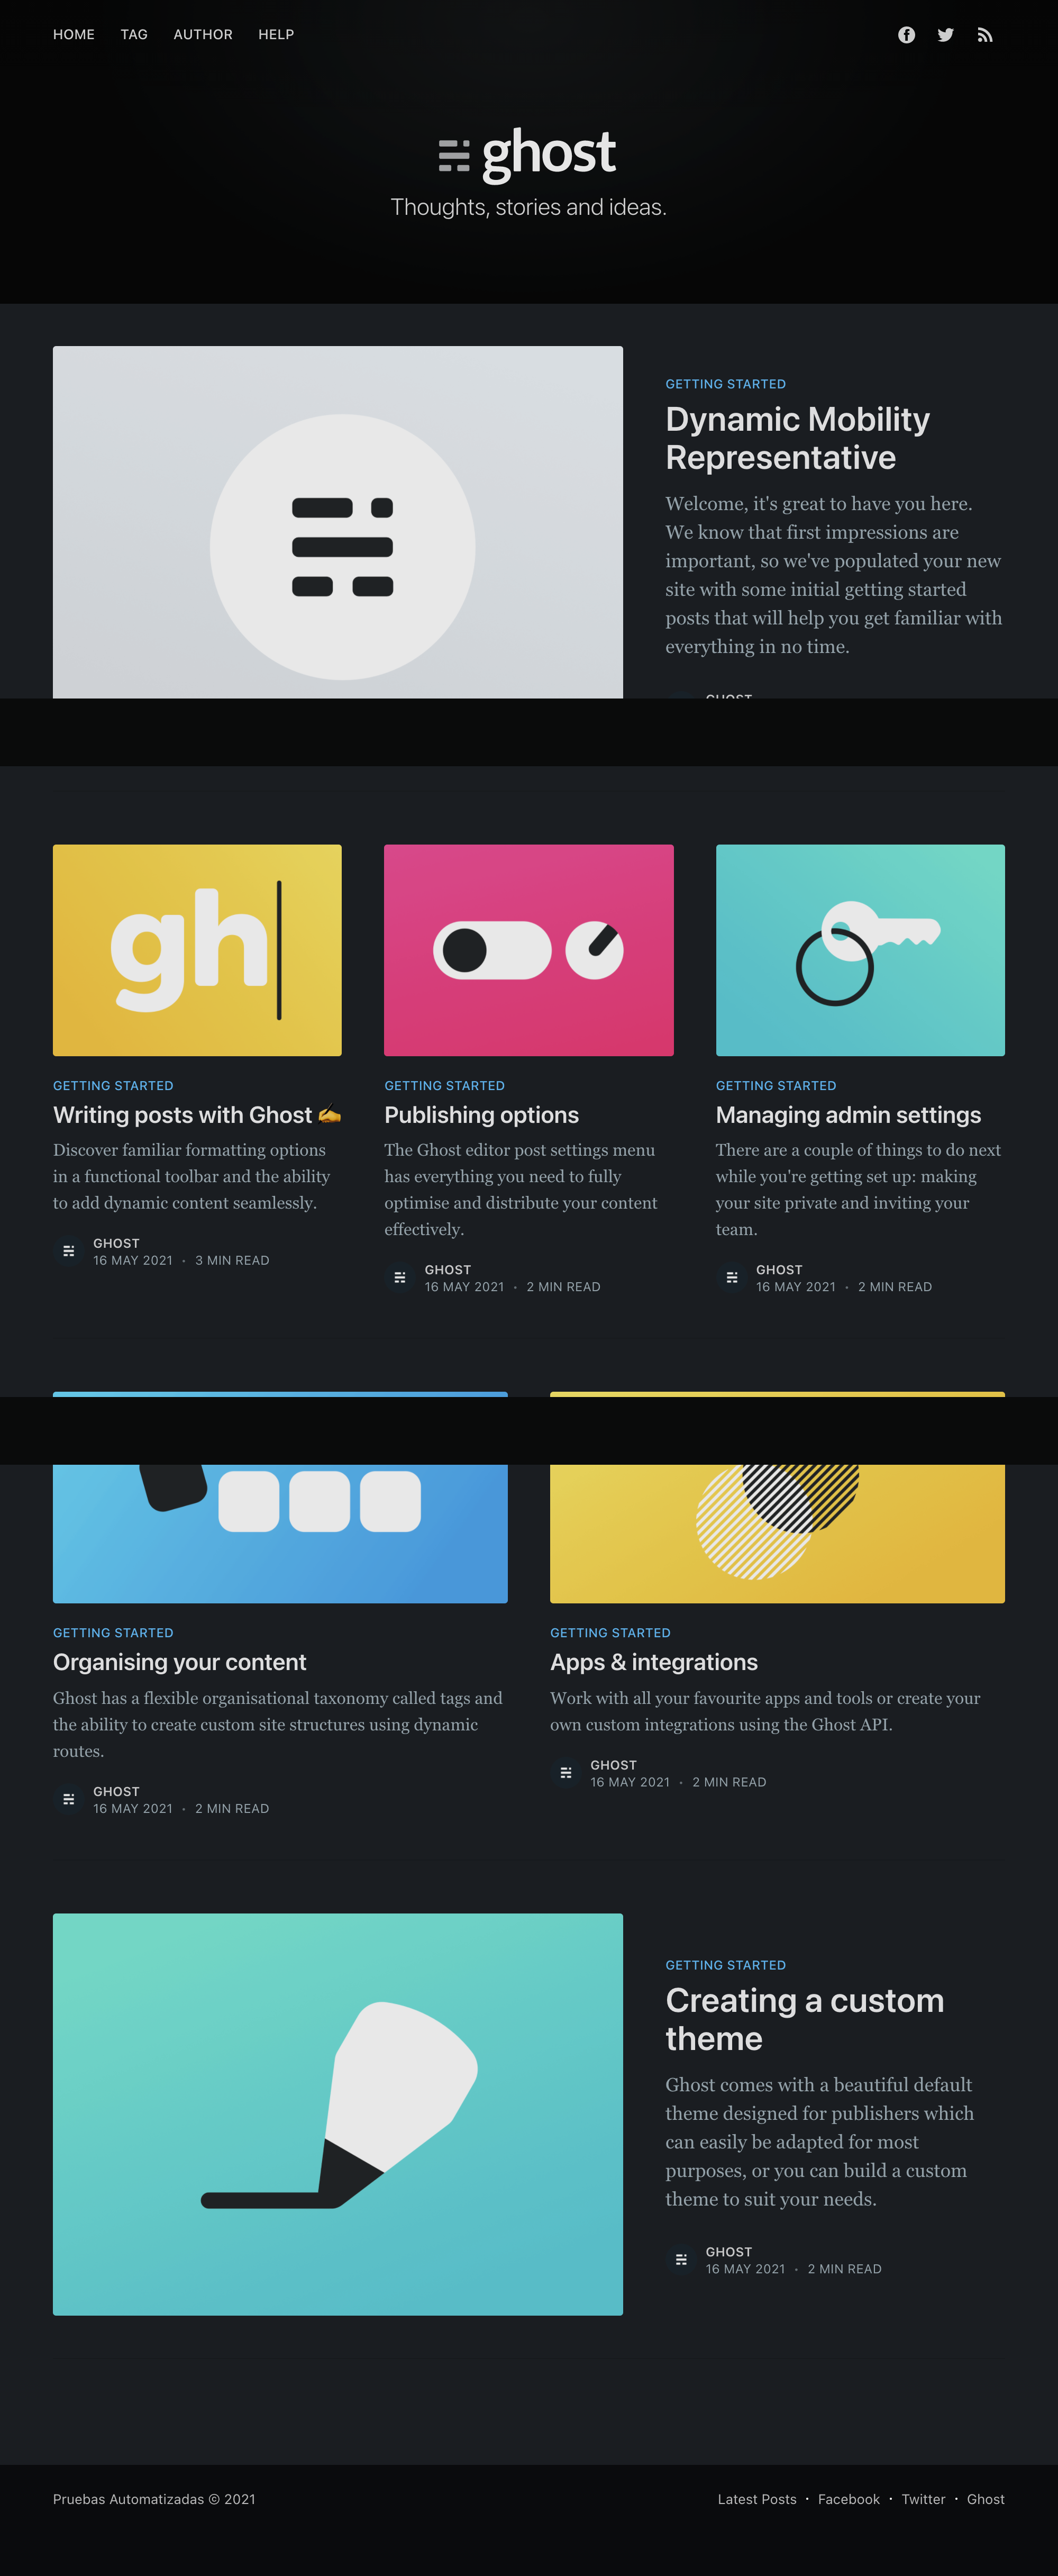 HOME TAG AUTHOR HELP
ghost
Thoughts, stories and ideas.
GETTING STARTED
Dynamic Mobility
Representative
Welcome, it's great to have you here.
We know that first impressions are
important, so we've populated your new
site with some initial getting started
posts that will help you get familiar with
everything in no time.
GHOST
gh
GETTING STARTED
Writing posts with Ghost ✍️
Discover familiar formatting options
in a functional toolbar and the ability
to add dynamic content seamlessly.
GHOST
16 MAY 2021 • 3 MIN READ
GETTING STARTED
Publishing options
The Ghost editor post settings menu
has everything you need to fully
optimise and distribute your content
effectively.
GHOST
16 MAY 2021 • 2 MIN READ
GETTING STARTED
Managing admin settings
There are a couple of things to do next
while you're getting set up: making
your site private and inviting your
team.
GHOST
16 MAY 2021 • 2 MIN READ
GETTING STARTED
Organising your content
Ghost has a flexible organisational taxonomy called tags and
the ability to create custom site structures using dynamic
routes.
GHOST
16 MAY 2021 • 2 MIN READ
GETTING STARTED
Apps & integrations
Work with all your favourite apps and tools or create your
own custom integrations using the Ghost API.
GHOST
16 MAY 2021 • 2 MIN READ
GETTING STARTED
Creating a custom
theme
Ghost comes with a beautiful default
theme designed for publishers which
can easily be adapted for most
purposes, or you can build a custom
theme to suit your needs.
GHOST
16 MAY 2021 • 2 MIN READ
Pruebas Automatizadas © 2021
Latest Posts • Facebook • Twitter • Ghost